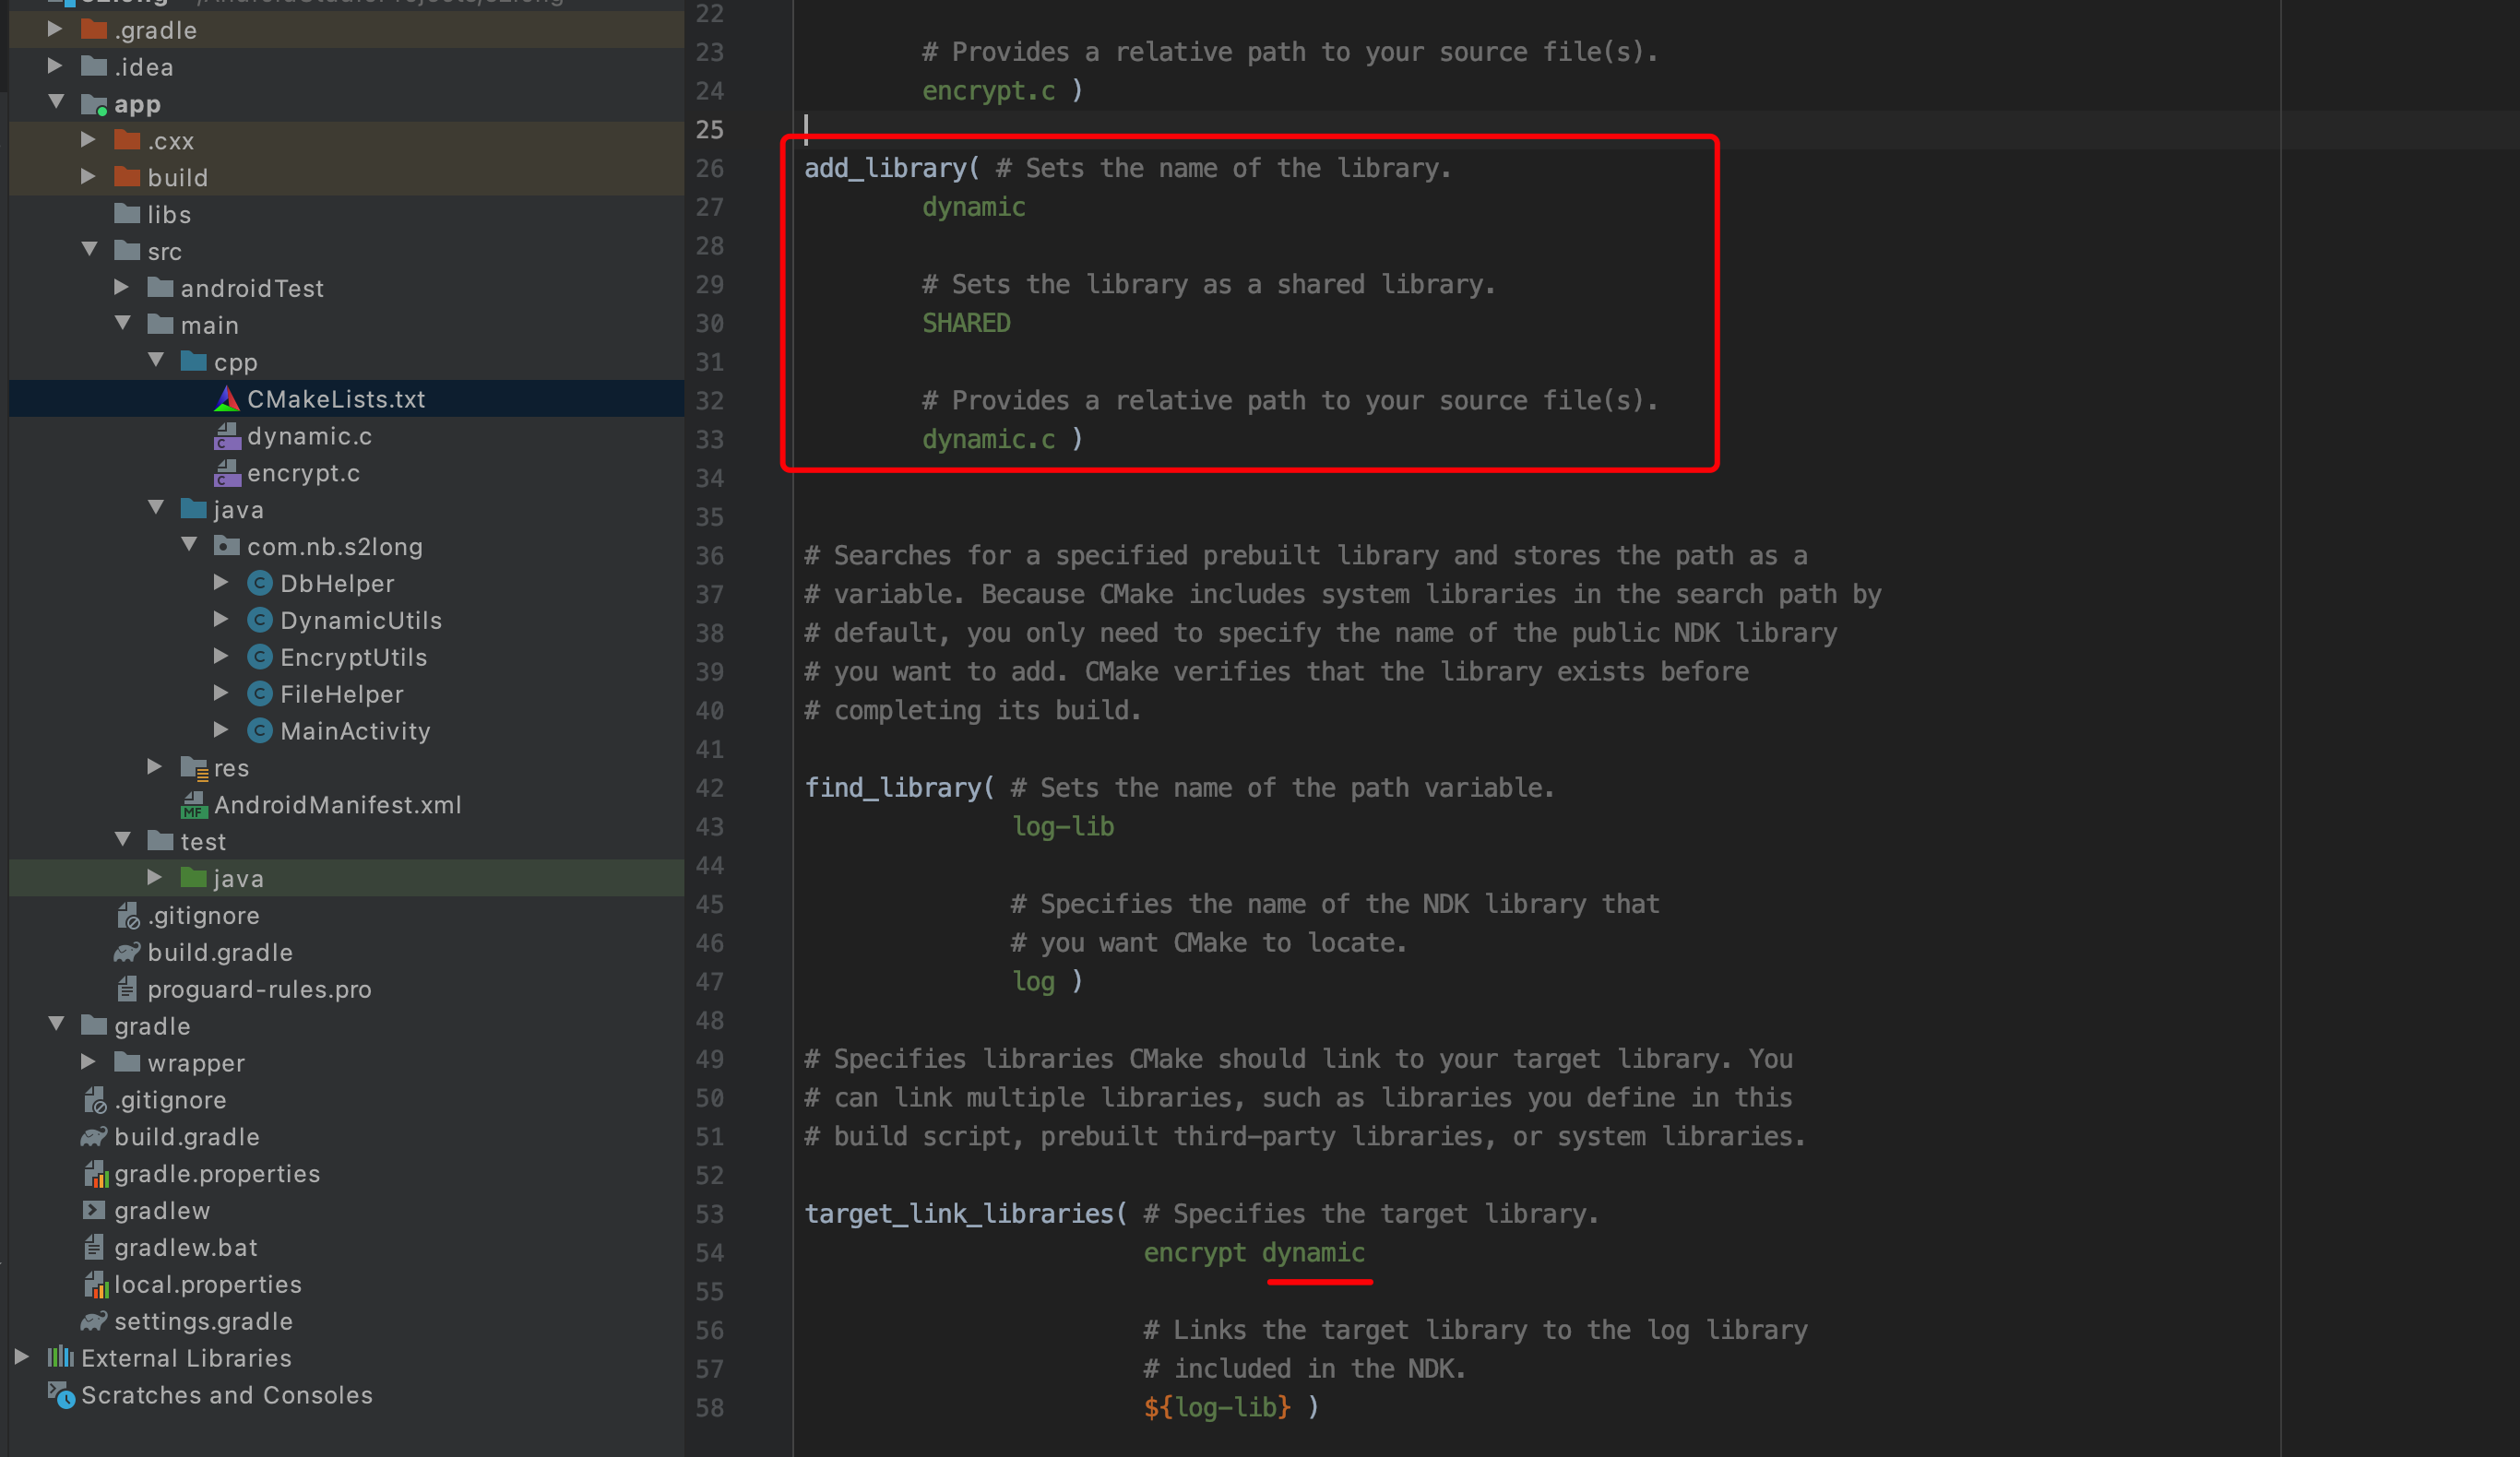 .gradle
.idea
app
.cxx
build
libs
src
androidTest
main
cpp
CMakeLists.txt
dynamic.c
encrypt.c
java
com.nb.s2long
DbHelper
DynamicUtils
EncryptUtils
FileHelper
MainActivity
res
AndroidManifest.xml
test
java
.gitignore
build.gradle
proguard-rules.pro
gradle
wrapper
.gitignore
build.gradle
gradle.properties
gradlew
gradlew.bat
local.properties
settings.gradle
External Libraries
Scratches and Consoles
22
23 # Provides a relative path to your source file(s).
24 encrypt.c )
25
26 add_library( # Sets the name of the library.
27 dynamic
28
29 # Sets the library as a shared library.
30 SHARED
31
32 # Provides a relative path to your source file(s).
33 dynamic.c )
34
35
36 # Searches for a specified prebuilt library and stores the path as a
37 # variable. Because CMake includes system libraries in the search path by
38 # default, you only need to specify the name of the public NDK library
39 # you want to add. CMake verifies that the library exists before
40 # completing its build.
41
42 find_library( # Sets the name of the path variable.
43 log-lib
44
45 # Specifies the name of the NDK library that
46 # you want CMake to locate.
47 log )
48
49 # Specifies libraries CMake should link to your target library. You
50 # can link multiple libraries, such as libraries you define in this
51 # build script, prebuilt third-party libraries, or system libraries.
52
53 target_link_libraries( # Specifies the target library.
54 encrypt dynamic
55
56 # Links the target library to the log library
57 # included in the NDK.
58 ${log-lib} )